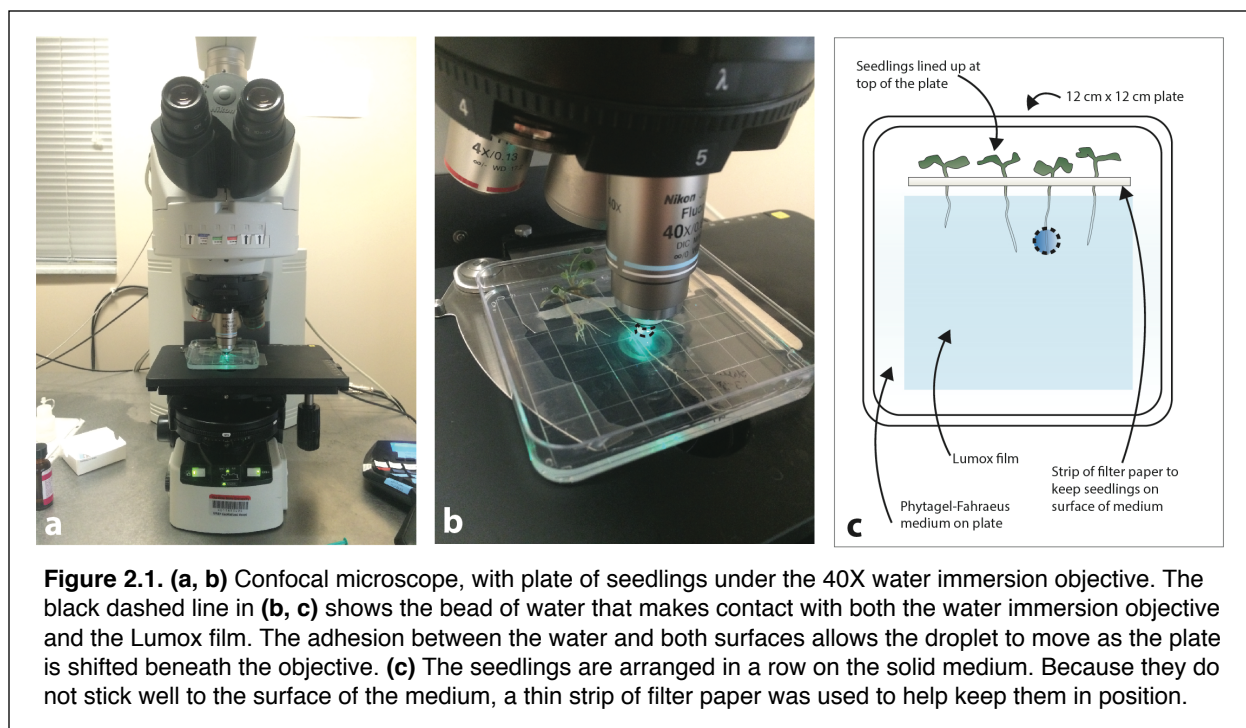 a
λ
4
4X/0.13
∞/- WD
5
40x
Nikon
Fluo
40X/0
DIC
∞/0
b
Seedlings lined up at
top of the plate
12 cm x 12 cm plate
Lumox film
Phytagel-Fahraeus
medium on plate
Strip of filter paper to
keep seedlings on
surface of medium
c
Figure 2.1. (a, b) Confocal microscope, with plate of seedlings under the 40X water immersion objective. The
black dashed line in (b, c) shows the bead of water that makes contact with both the water immersion objective
and the Lumox film. The adhesion between the water and both surfaces allows the droplet to move as the plate
is shifted beneath the objective. (c) The seedlings are arranged in a row on the solid medium. Because they do
not stick well to the surface of the medium, a thin strip of filter paper was used to help keep them in position.